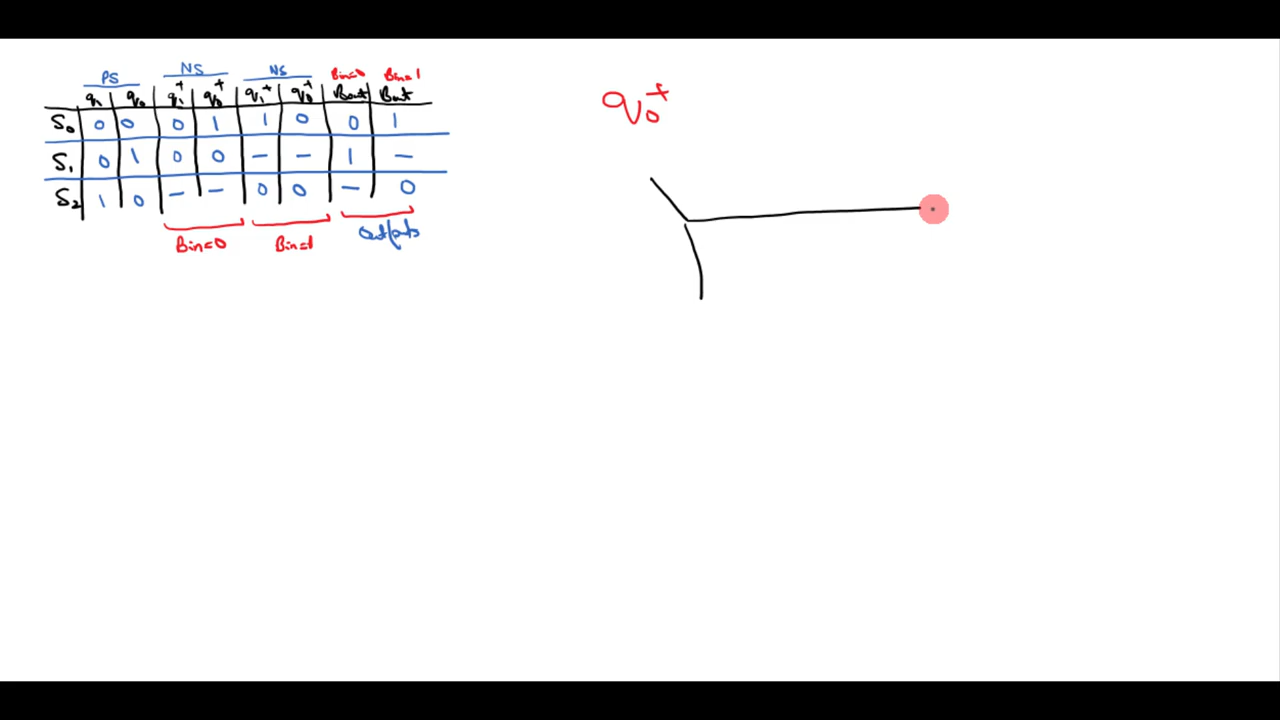 PS NS NS Bin=0 Bin=1
q₁ q₀ q₁⁺ q₀⁺ q₁⁺ q₀⁺ Bout Bout
S₀ 0 0 0 1 1 0 0 1
S₁ 0 1 0 0 – – 1 –
S₂ 1 0 – – 0 0 – 0
Bin=0 Bin=1 Outputs
q₀⁺